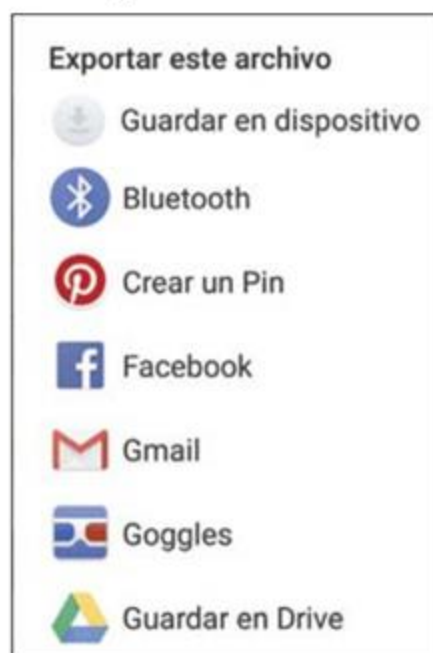 Exportar este archivo
Guardar en dispositivo
Bluetooth
Crear un Pin
Facebook
Gmail
Goggles
Guardar en Drive